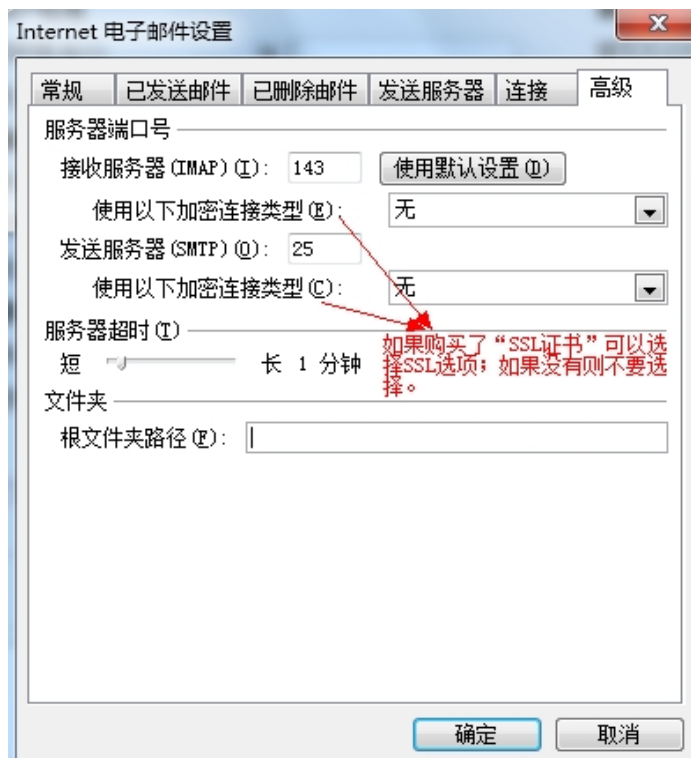 Internet 电子邮件设置
常规 已发送邮件 已删除邮件 发送服务器 连接 高级
服务器端口号
接收服务器(IMAP)(I): 143 使用默认设置(D)
使用以下加密连接类型(E): 无
发送服务器(SMTP)(O): 25
使用以下加密连接类型(C): 无
服务器超时(T)
短 长 1 分钟
如果购买了“SSL证书”可以选
择SSL选项；如果没有则不要选
择。
文件夹
根文件夹路径(F):
确定 取消